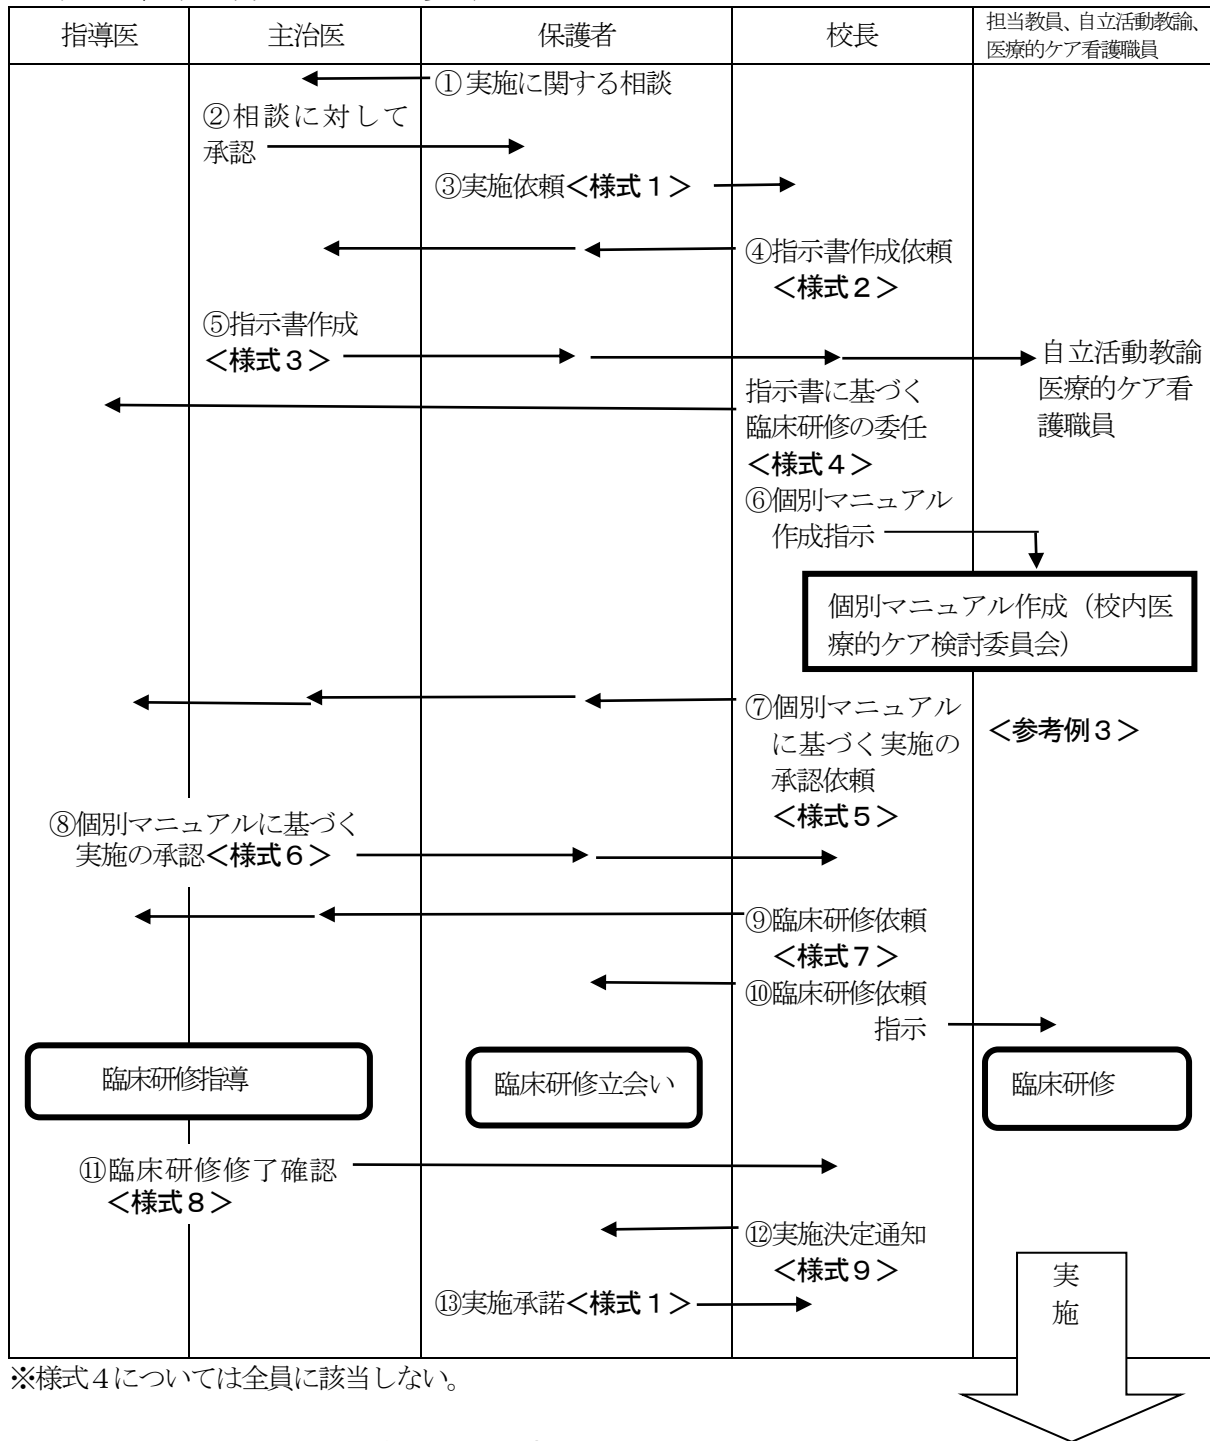 指導医
主治医
保護者
校長
担当教員、自立活動教諭、
医療的ケア看護職員
①実施に関する相談
②相談に対して
承認
③実施依頼＜様式１＞
④指示書作成依頼
＜様式２＞
⑤指示書作成
＜様式３＞
自立活動教諭
医療的ケア看
護職員
指示書に基づく
臨床研修の委任
＜様式４＞
⑥個別マニュアル
作成指示
個別マニュアル作成（校内医
療的ケア検討委員会）
⑦個別マニュアル
に基づく実施の
承認依頼
＜様式５＞
＜参考例３＞
⑧個別マニュアルに基づく
実施の承認＜様式６＞
⑨臨床研修依頼
＜様式７＞
⑩臨床研修依頼
指示
臨床研修指導
臨床研修立会い
臨床研修
⑪臨床研修修了確認
＜様式８＞
⑫実施決定通知
＜様式９＞
⑬実施承諾＜様式１＞
実
施
※様式４については全員に該当しない。